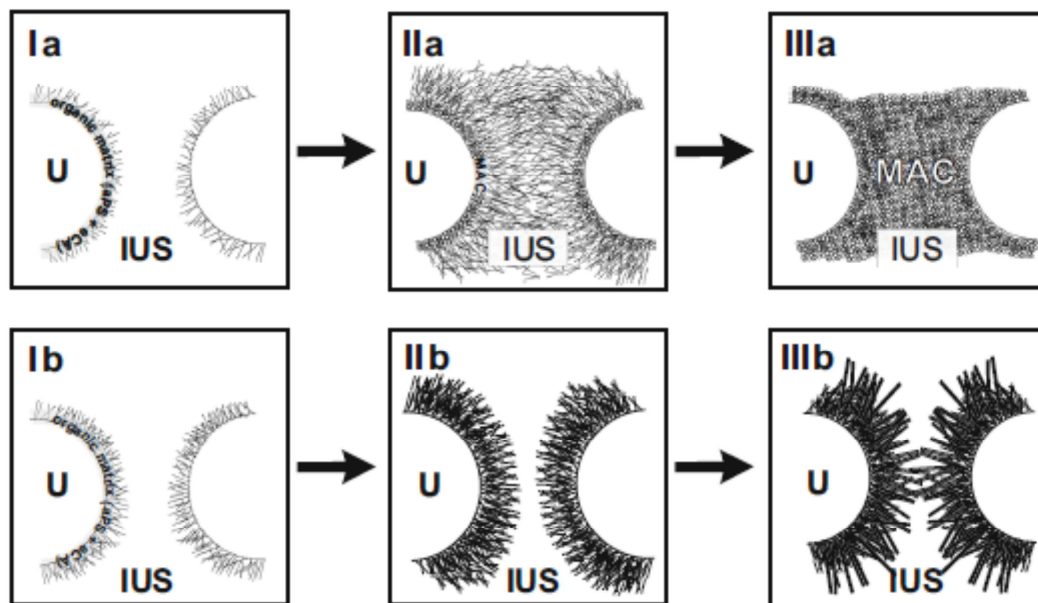 Ia
organic matrix (aPS + eCA)
U
IUS
IIa
U
MAC
IUS
IIIa
U
MAC
IUS
Ib
organic matrix (aPS + eCA)
U
IUS
IIb
U
IUS
IIIb
U
IUS